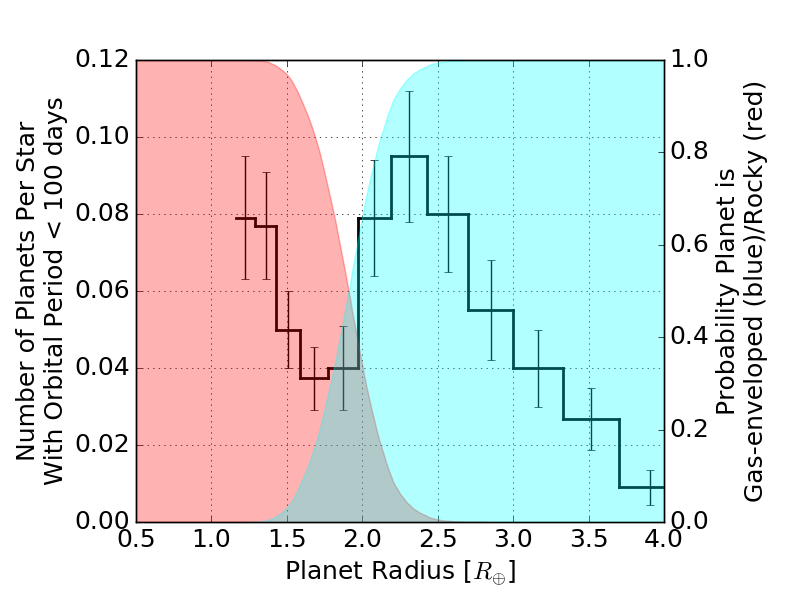 Number of Planets Per Star
With Orbital Period < 100 days
0.12
0.10
0.08
0.06
0.04
0.02
0.00
0.5 1.0 1.5 2.0 2.5 3.0 3.5 4.0
Planet Radius [R⊕]
1.0
0.8
0.6
0.4
0.2
0.0
Probability Planet is
Gas-enveloped (blue)/Rocky (red)